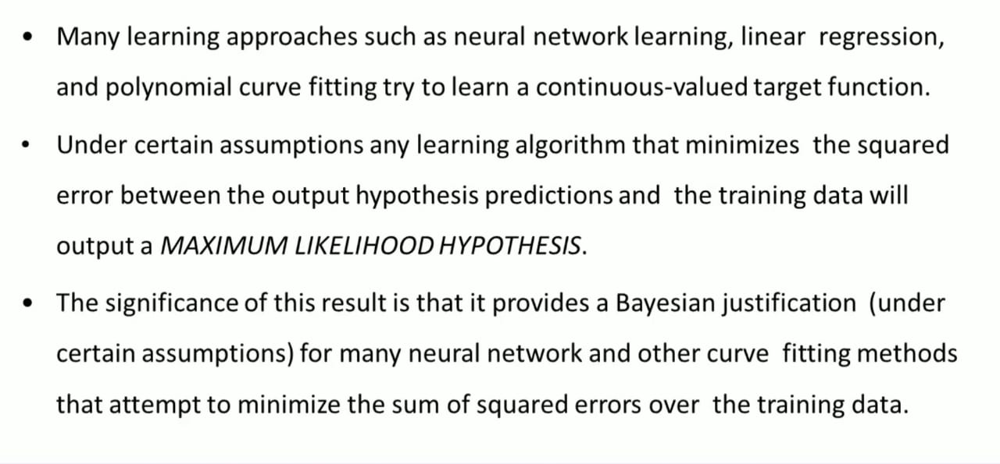 • Many learning approaches such as neural network learning, linear regression,
and polynomial curve fitting try to learn a continuous-valued target function.
• Under certain assumptions any learning algorithm that minimizes the squared
error between the output hypothesis predictions and the training data will
output a MAXIMUM LIKELIHOOD HYPOTHESIS.
• The significance of this result is that it provides a Bayesian justification (under
certain assumptions) for many neural network and other curve fitting methods
that attempt to minimize the sum of squared errors over the training data.